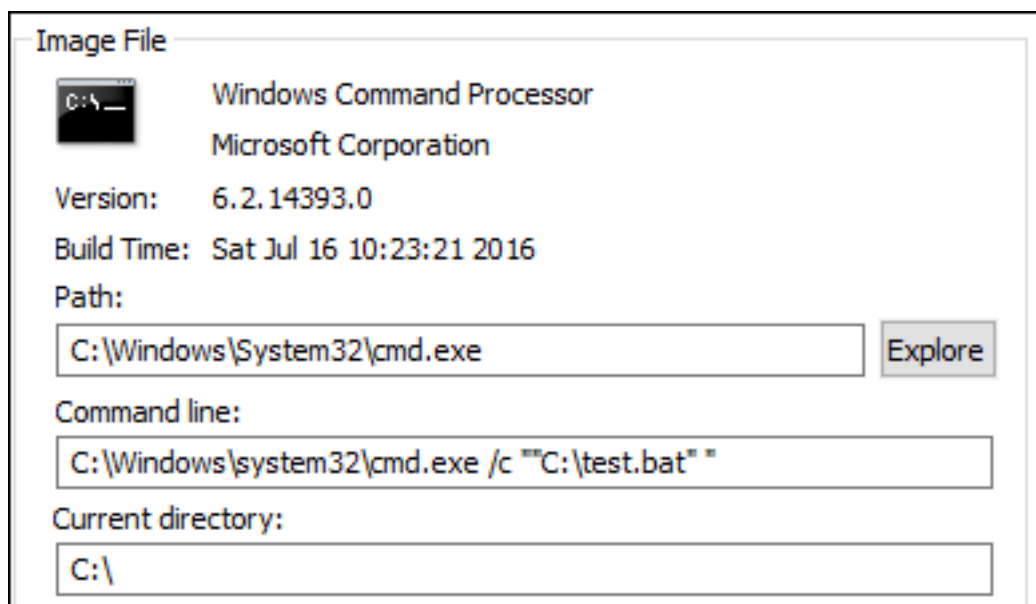 Image File
C:\
Windows Command Processor
Microsoft Corporation
Version: 6.2.14393.0
Build Time: Sat Jul 16 10:23:21 2016
Path:
C:\Windows\System32\cmd.exe Explore
Command line:
C:\Windows\system32\cmd.exe /c ""C:\test.bat" "
Current directory:
C:\